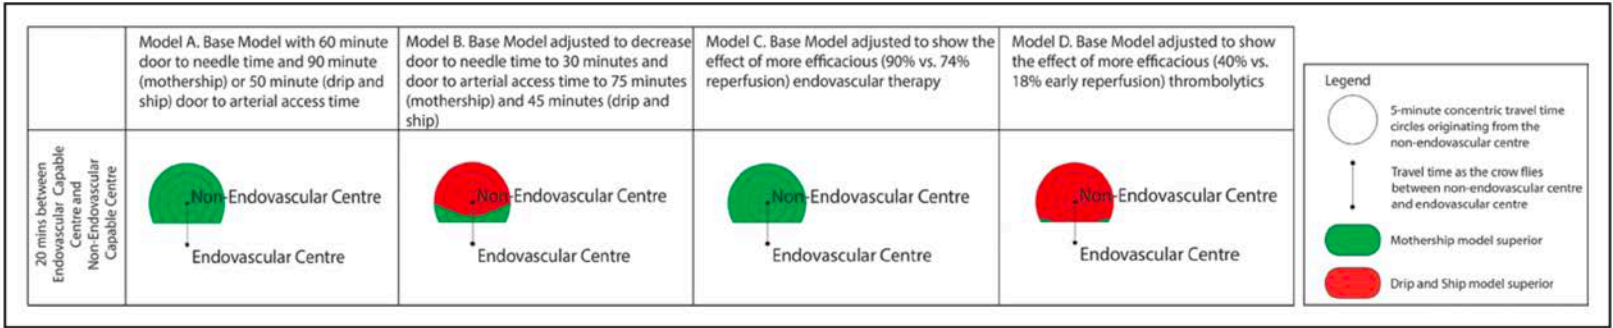 Model A. Base Model with 60 minute
door to needle time and 90 minute
(mothership) or 50 minute (drip and
ship) door to arterial access time
Model B. Base Model adjusted to decrease
door to needle time to 30 minutes and
door to arterial access time to 75 minutes
(mothership) and 45 minutes (drip and
ship)
Model C. Base Model adjusted to show the
effect of more efficacious (90% vs. 74%
reperfusion) endovascular therapy
Model D. Base Model adjusted to show
the effect of more efficacious (40% vs.
18% early reperfusion) thrombolytics
20 mins between
Endovascular Capable
Centre and
Non-Endovascular
Capable Centre
Non-Endovascular Centre
Endovascular Centre
Non-Endovascular Centre
Endovascular Centre
Non-Endovascular Centre
Endovascular Centre
Non-Endovascular Centre
Endovascular Centre
Legend
5-minute concentric travel time
circles originating from the
non-endovascular centre
Travel time as the crow flies
between non-endovascular centre
and endovascular centre
Mothership model superior
Drip and Ship model superior